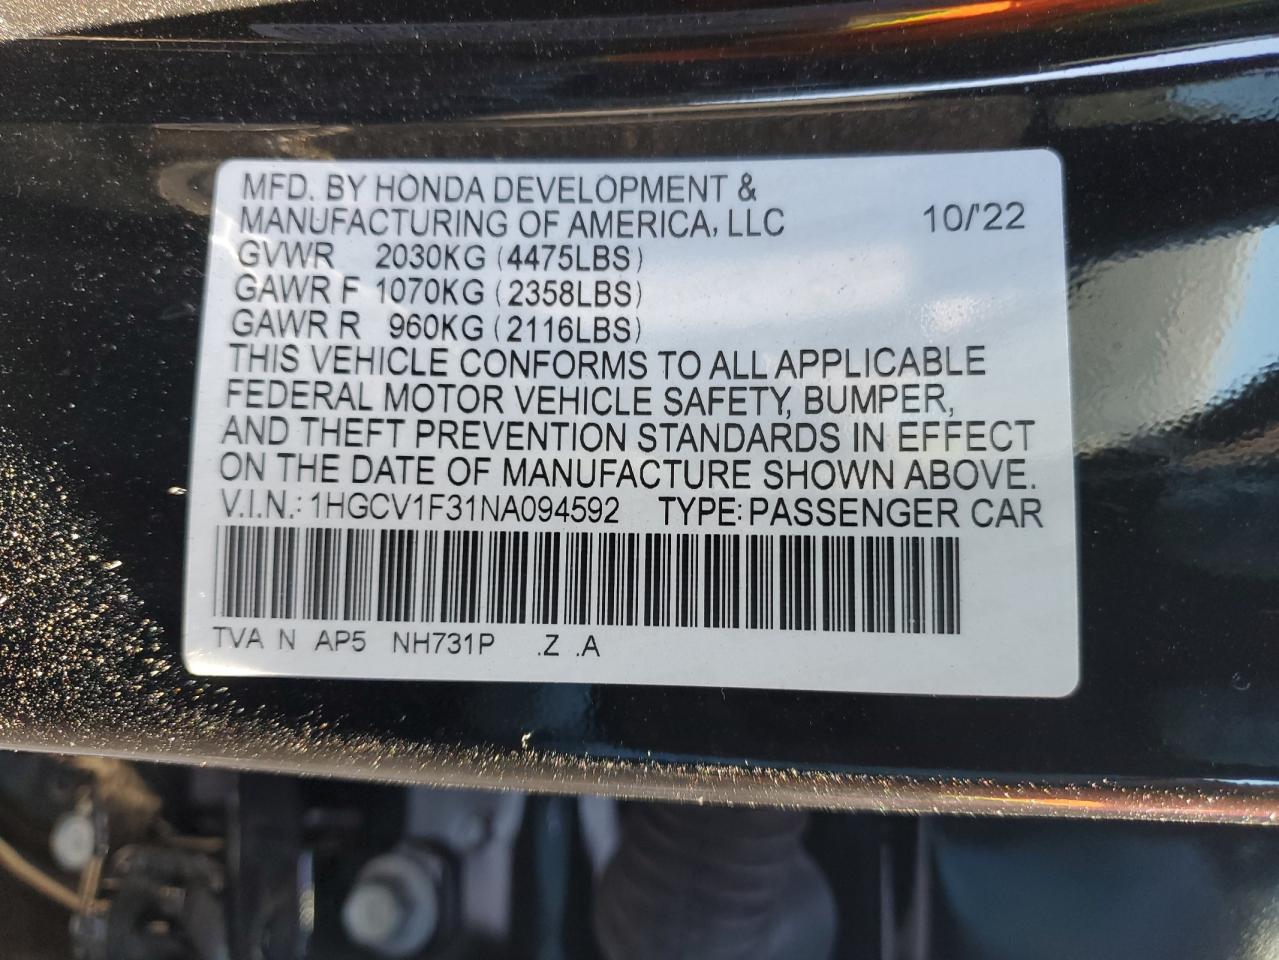 MFD. BY HONDA DEVELOPMENT &
MANUFACTURING OF AMERICA, LLC 10/'22
GVWR 2030KG (4475LBS)
GAWR F 1070KG (2358LBS)
GAWR R 960KG (2116LBS)
THIS VEHICLE CONFORMS TO ALL APPLICABLE
FEDERAL MOTOR VEHICLE SAFETY, BUMPER,
AND THEFT PREVENTION STANDARDS IN EFFECT
ON THE DATE OF MANUFACTURE SHOWN ABOVE.
V.I.N.: 1HGCV1F31NA094592 TYPE: PASSENGER CAR
TVA N AP5 NH731P .Z .A